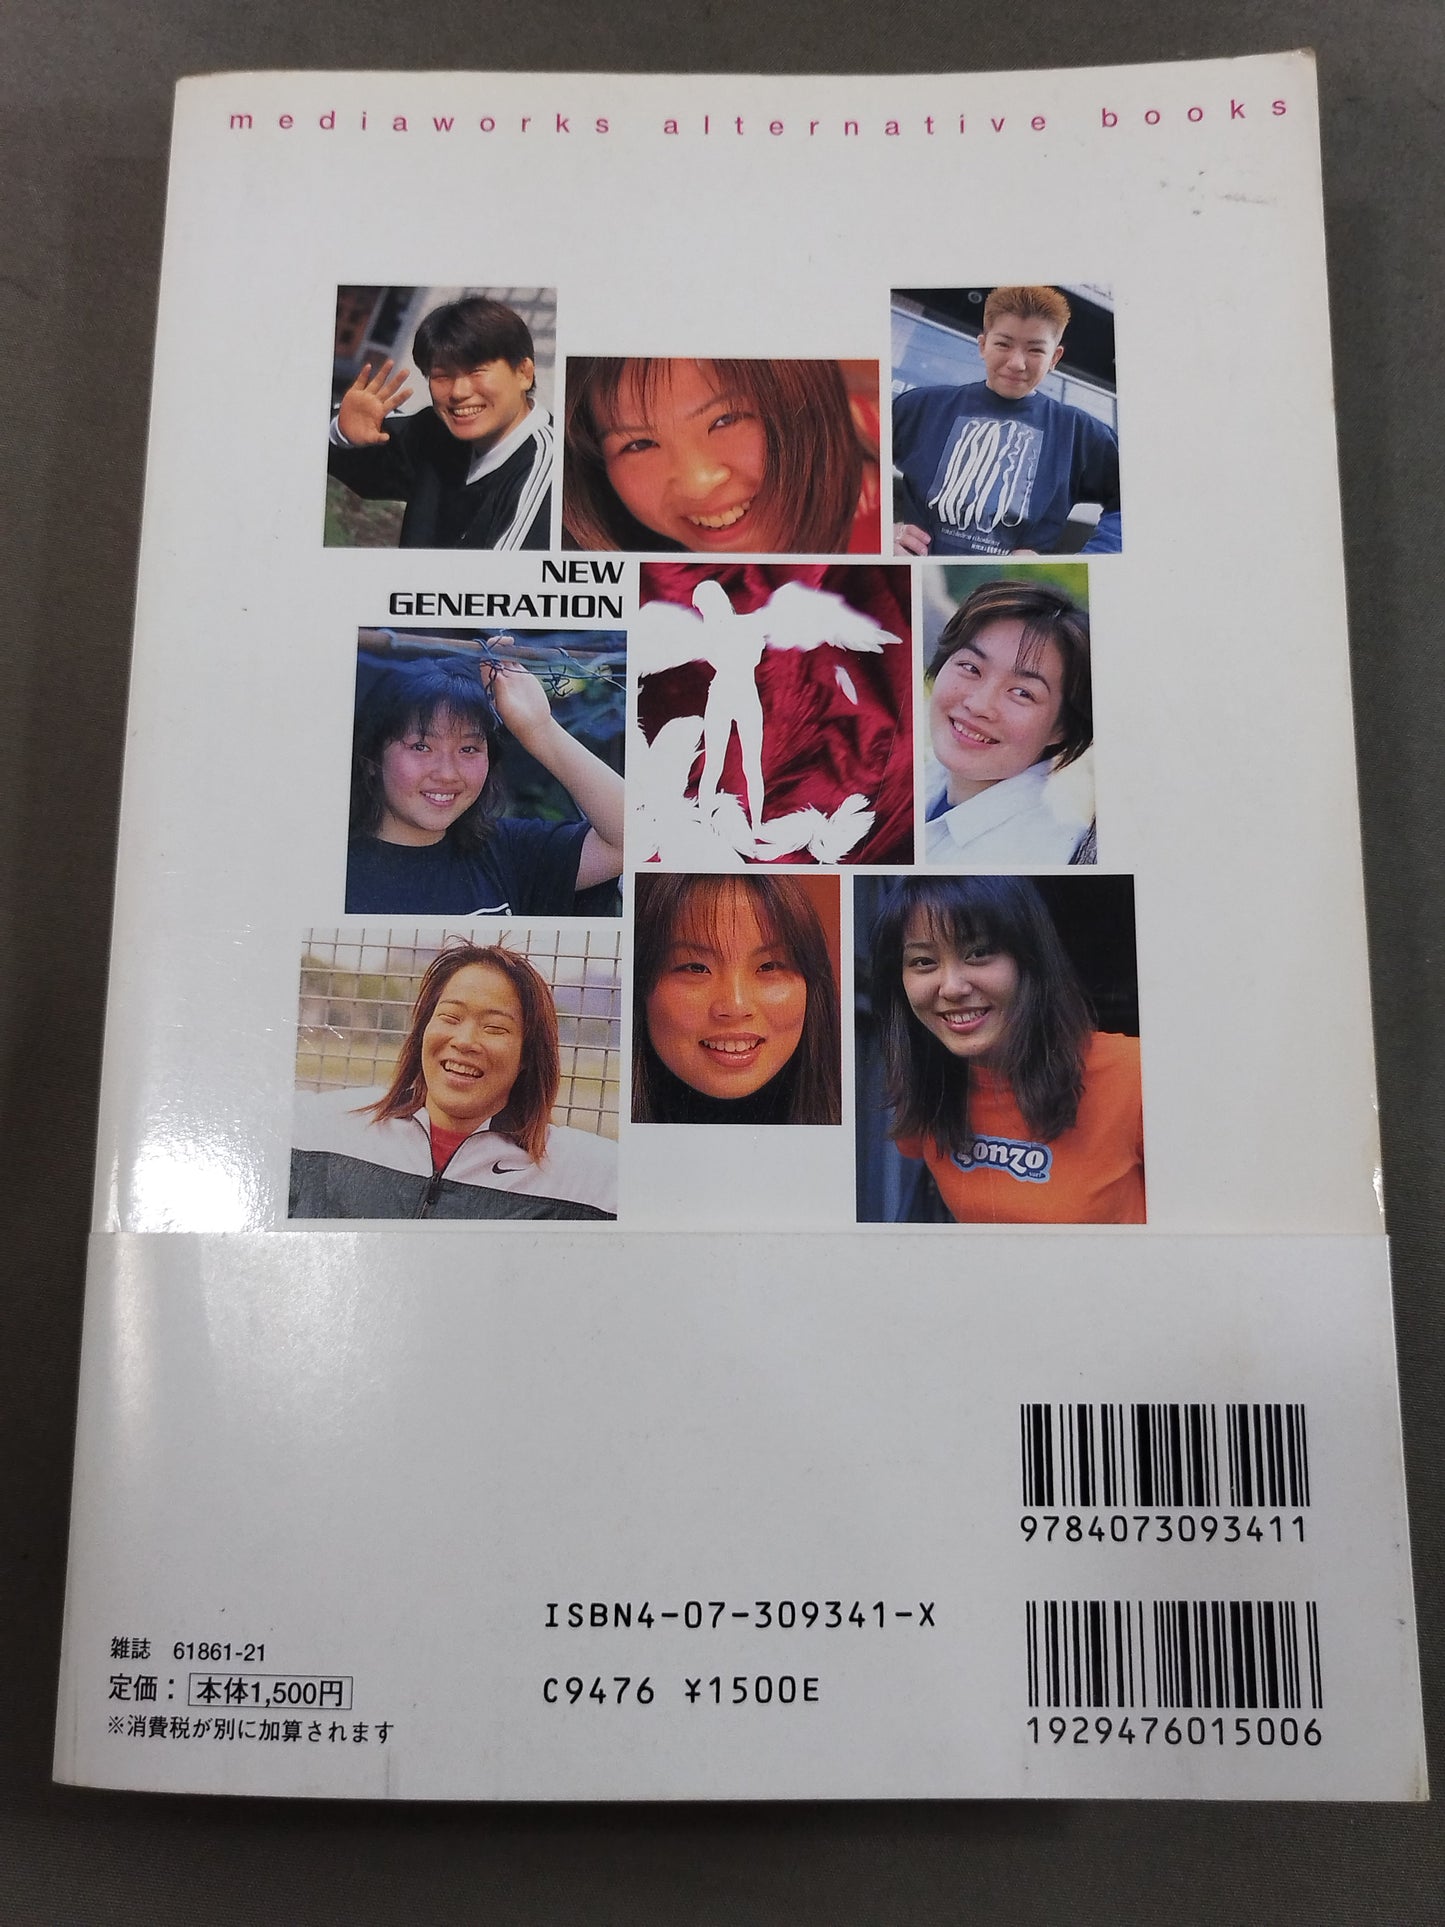 mediaworks alternative books
NEW
GENERATION
gonzo
9784073093411
ISBN4-07-309341-X
雑誌 61861-21
定価：本体1,500円
C9476 ¥1500E
※消費税が別に加算されます
1929476015006